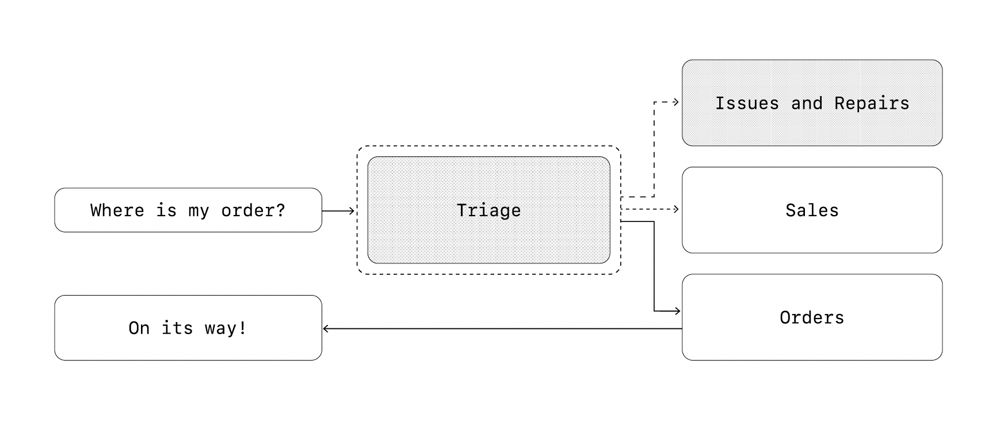 Where is my order?
Triage
Issues and Repairs
Sales
Orders
On its way!